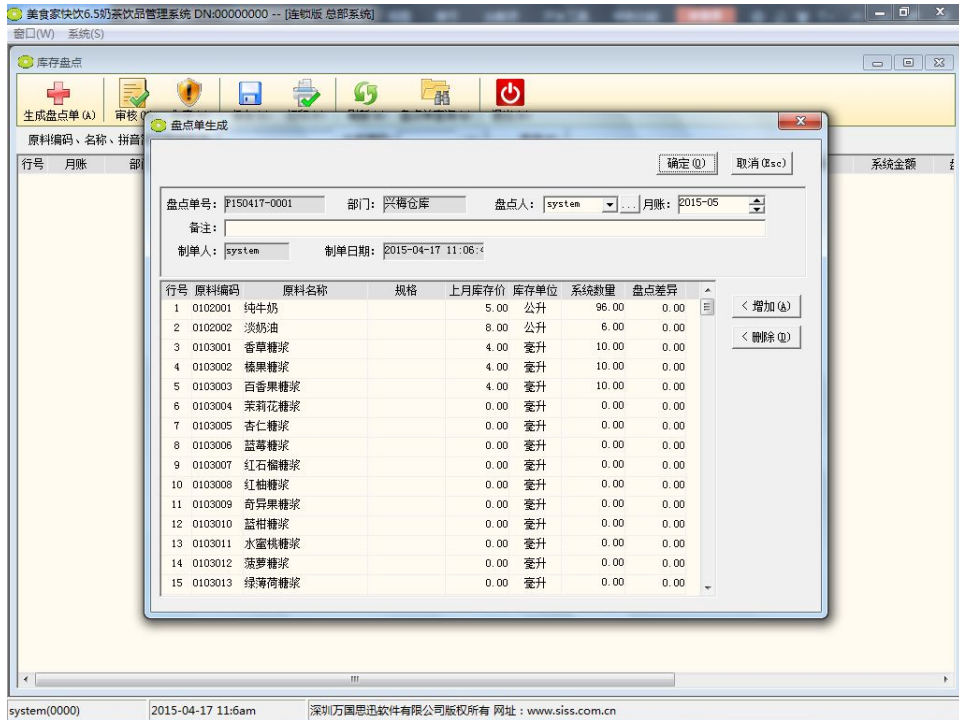 美食家快饮6.5奶茶饮品管理系统 DN:00000000 -- [连锁版 总部系统]
窗口(W) 系统(S)
库存盘点
生成盘点单(A) 审核
盘点单生成
原料编码、名称、拼音
行号 月账 部 系统金额
确定(O) 取消(Esc)
盘点单号: P150417-0001 部门: 兴梅仓库 盘点人: system ... 月账: 2015-05
备注:
制单人: system 制单日期: 2015-04-17 11:06:4
行号 原料编码 原料名称 规格 上月库存价 库存单位 系统数量 盘点差异
1 0102001 纯牛奶 5.00 公升 96.00 0.00
2 0102002 淡奶油 8.00 公升 6.00 0.00
3 0103001 香草糖浆 4.00 毫升 10.00 0.00
4 0103002 榛果糖浆 4.00 毫升 10.00 0.00
5 0103003 百香果糖浆 4.00 毫升 10.00 0.00
6 0103004 茉莉花糖浆 0.00 毫升 0.00 0.00
7 0103005 杏仁糖浆 0.00 毫升 0.00 0.00
8 0103006 蓝莓糖浆 0.00 毫升 0.00 0.00
9 0103007 红石榴糖浆 0.00 毫升 0.00 0.00
10 0103008 红柚糖浆 0.00 毫升 0.00 0.00
11 0103009 奇异果糖浆 0.00 毫升 0.00 0.00
12 0103010 蓝柑糖浆 0.00 毫升 0.00 0.00
13 0103011 水蜜桃糖浆 0.00 毫升 0.00 0.00
14 0103012 菠萝糖浆 0.00 毫升 0.00 0.00
15 0103013 绿薄荷糖浆 0.00 毫升 0.00 0.00
< 增加(A)
< 删除(D)
system(0000) 2015-04-17 11:6am 深圳万国思迅软件有限公司版权所有 网址：www.siss.com.cn